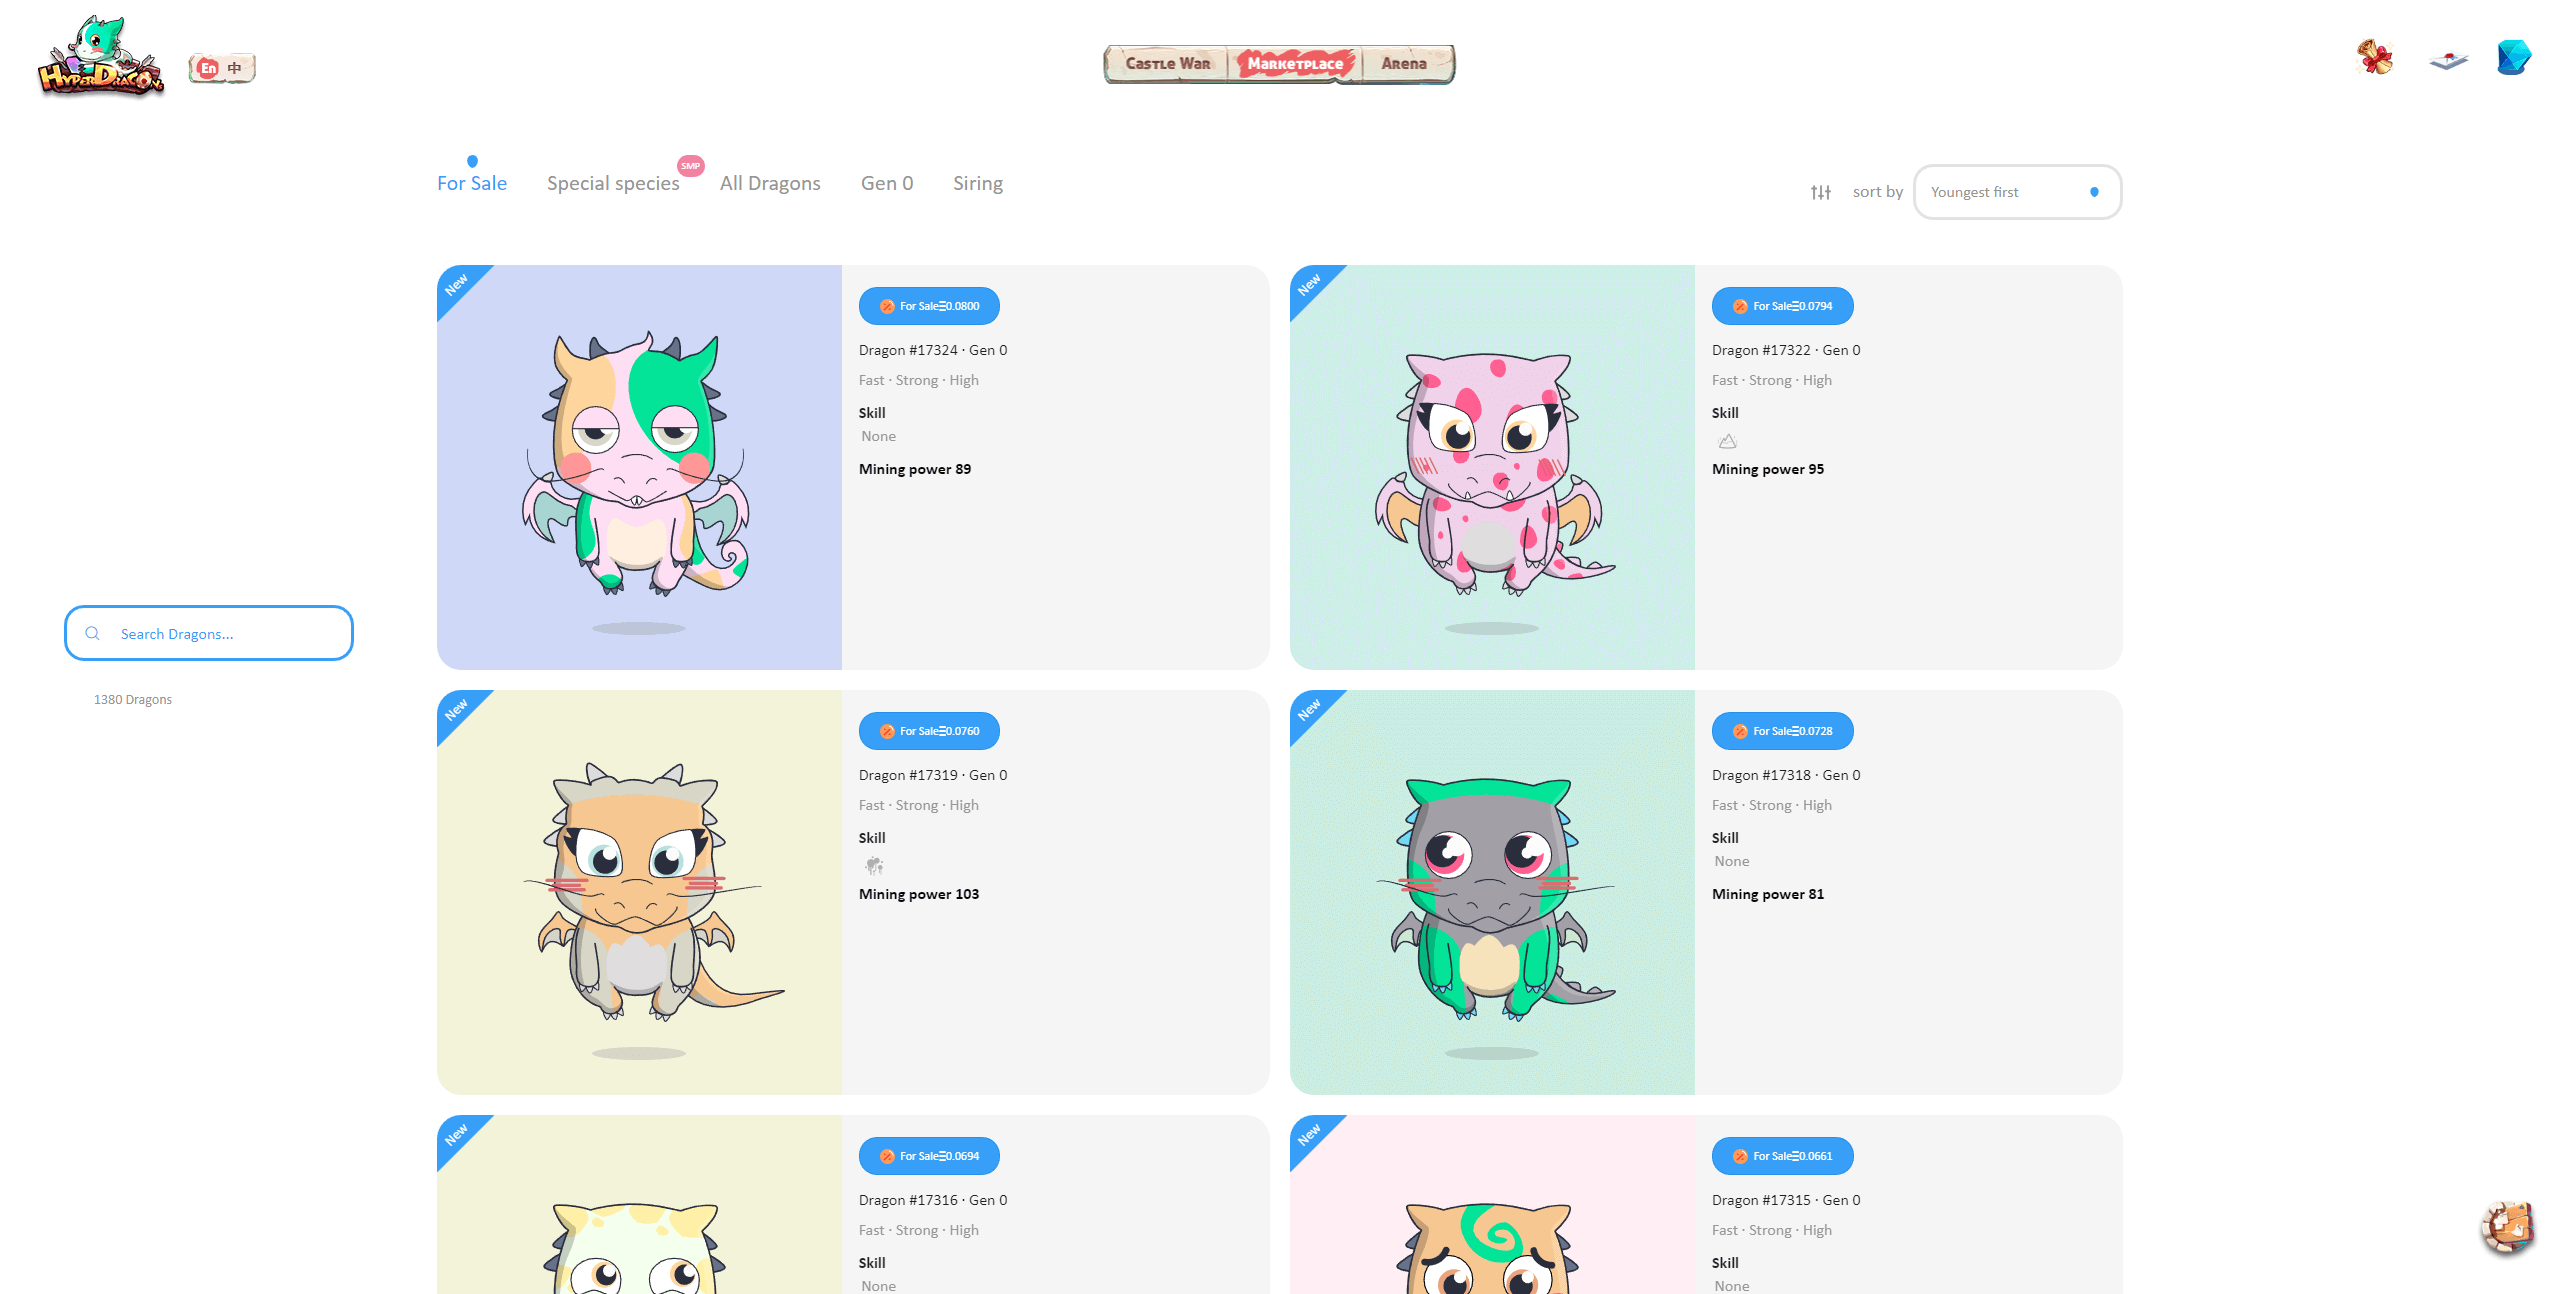 HYPERDRAGONS
En 中
Castle War Marketplace Arena
For Sale Special species SMP All Dragons Gen 0 Siring
sort by Youngest first
New
For Sale Ξ0.0800
Dragon #17324 · Gen 0
Fast · Strong · High
Skill
None
Mining power 89
New
For Sale Ξ0.0794
Dragon #17322 · Gen 0
Fast · Strong · High
Skill
Mining power 95
Search Dragons...
1380 Dragons
New
For Sale Ξ0.0760
Dragon #17319 · Gen 0
Fast · Strong · High
Skill
Mining power 103
New
For Sale Ξ0.0728
Dragon #17318 · Gen 0
Fast · Strong · High
Skill
None
Mining power 81
New
For Sale Ξ0.0694
Dragon #17316 · Gen 0
Fast · Strong · High
Skill
None
New
For Sale Ξ0.0661
Dragon #17315 · Gen 0
Fast · Strong · High
Skill
None